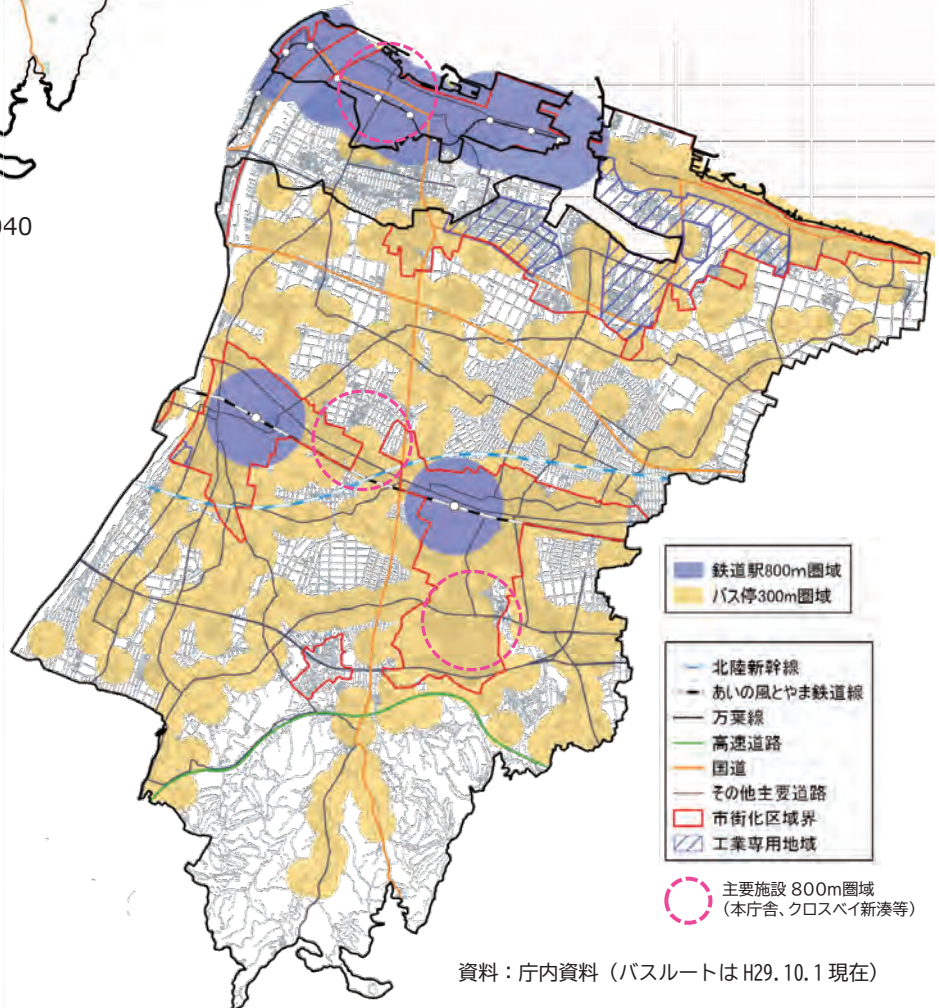 040
鉄道駅800m圏域
バス停300m圏域
北陸新幹線
あいの風とやま鉄道線
万葉線
高速道路
国道
その他主要道路
市街化区域界
工業専用地域
主要施設 800m圏域
(本庁舎、クロスベイ新湊等)
資料：庁内資料（バスルートはH29.10.1現在）